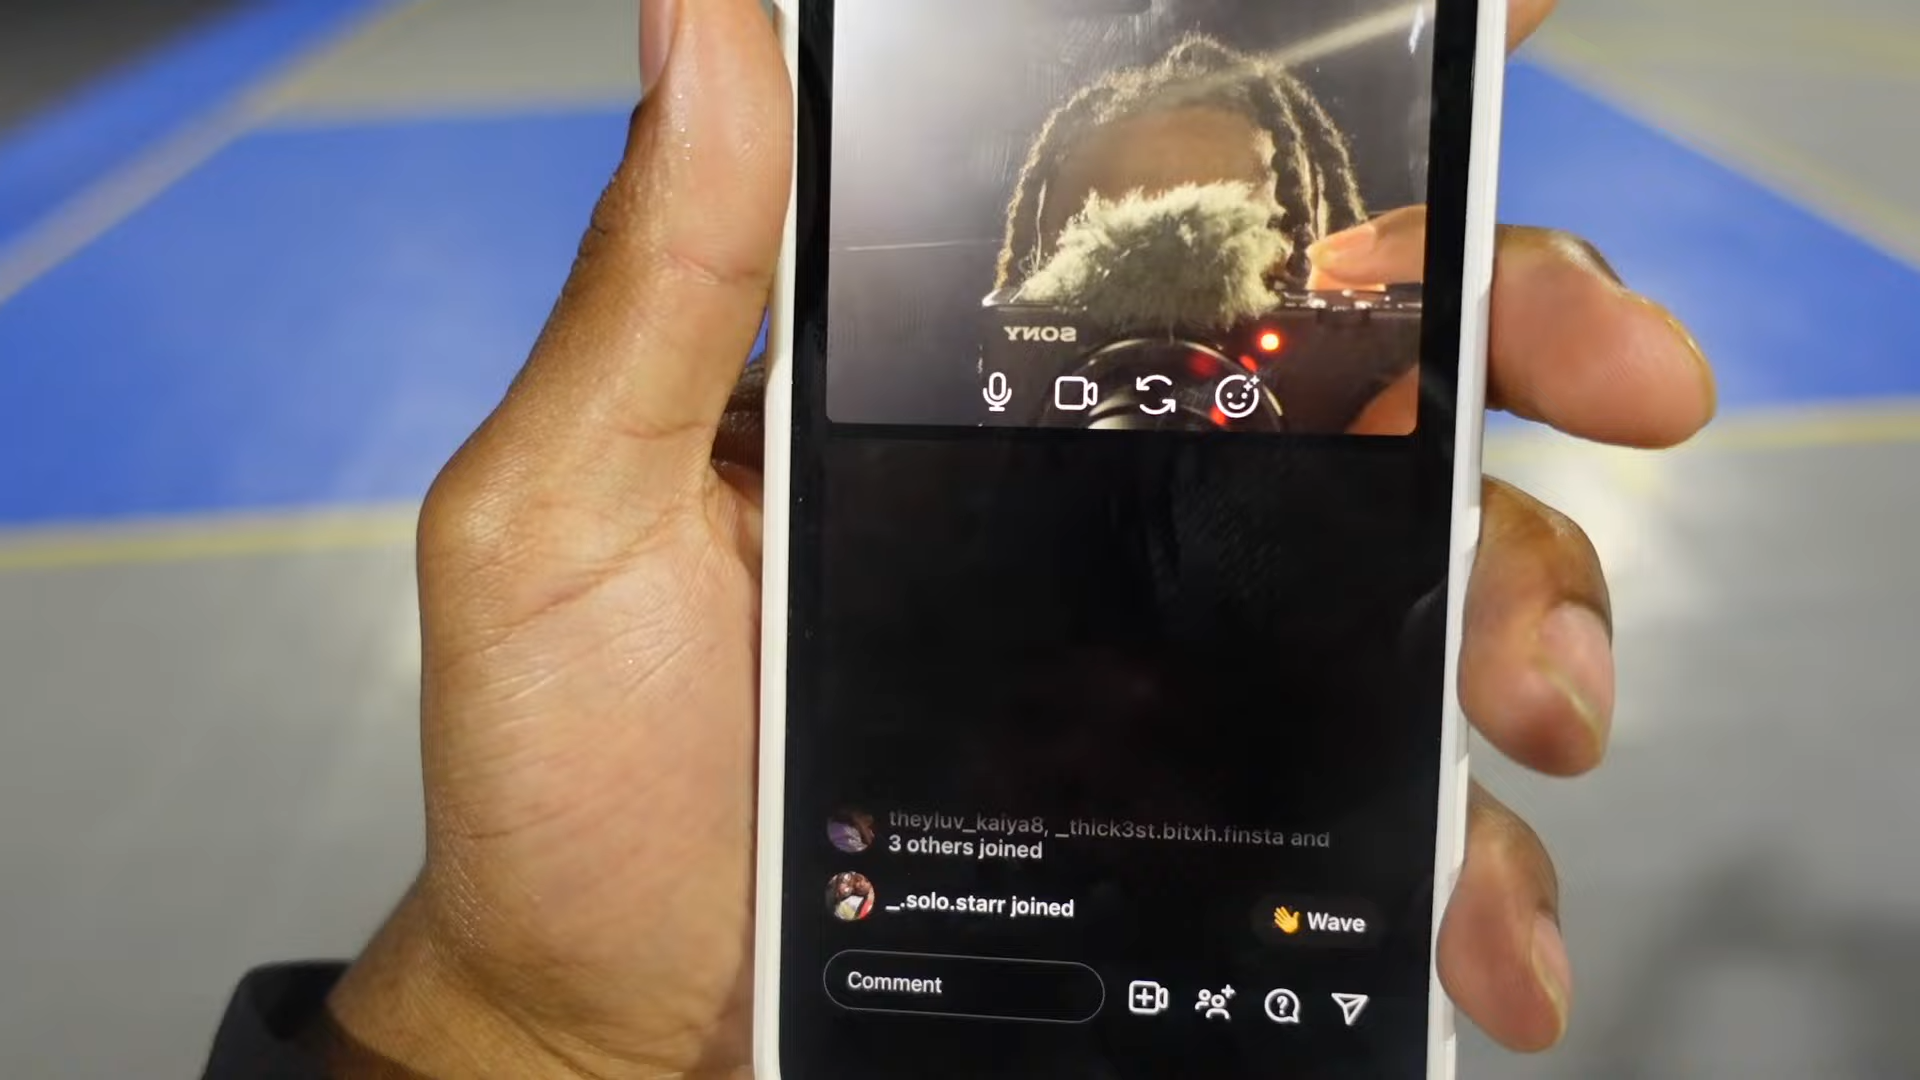 SONY
theyluv_kaiya8, _thick3st.bitxh.finsta and
3 others joined
_.solo.starr joined
Wave
Comment